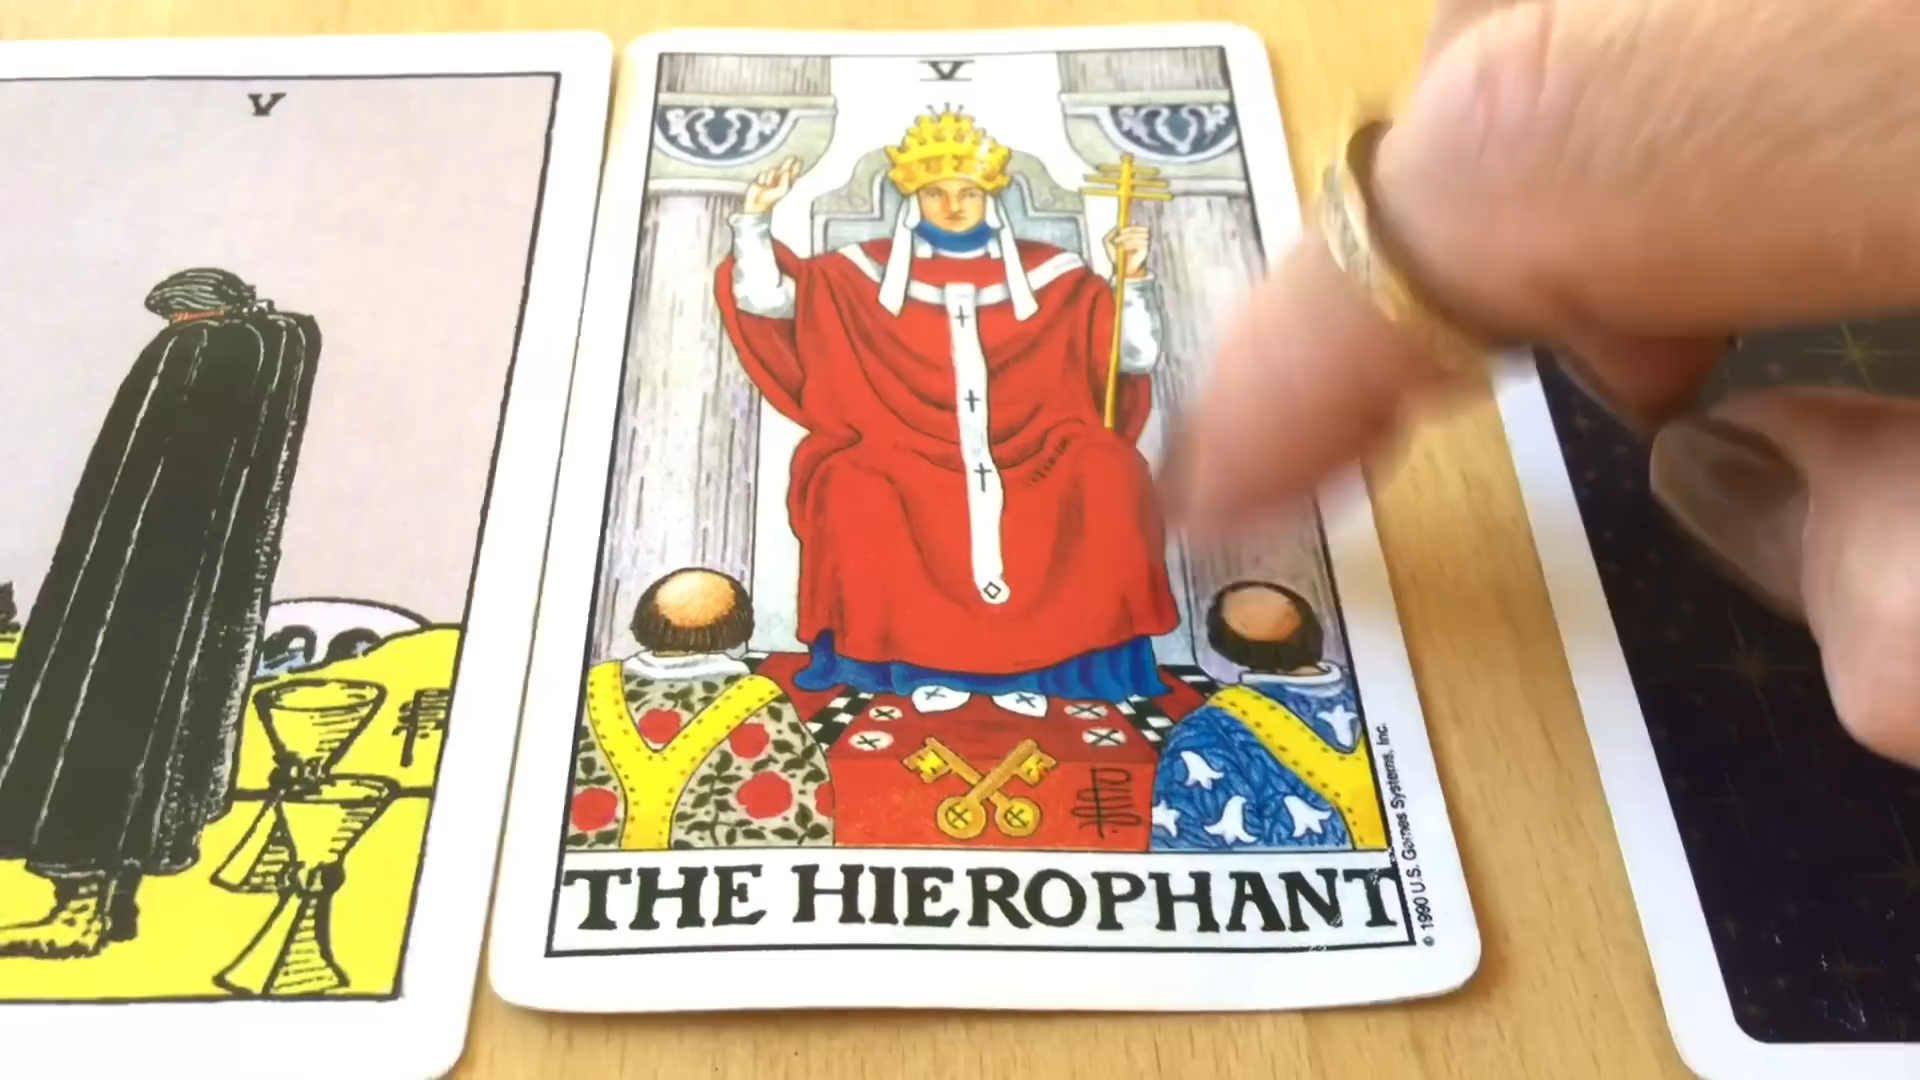 V
V
THE HIEROPHANT
© 1990 U.S. Games Systems, Inc.